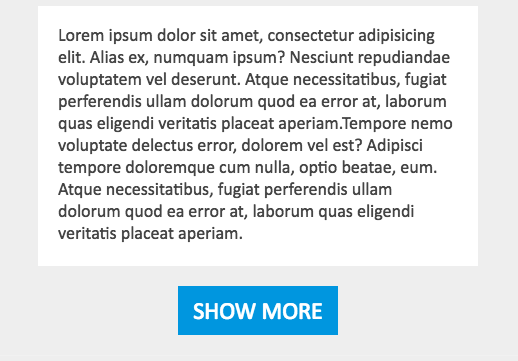 Lorem ipsum dolor sit amet, consectetur adipisicing
elit. Alias ex, numquam ipsum? Nesciunt repudiandae
voluptatem vel deserunt. Atque necessitatibus, fugiat
perferendis ullam dolorum quod ea error at, laborum
quas eligendi veritatis placeat aperiam.Tempore nemo
voluptate delectus error, dolorem vel est? Adipisci
tempore doloremque cum nulla, optio beatae, eum.
Atque necessitatibus, fugiat perferendis ullam
dolorum quod ea error at, laborum quas eligendi
veritatis placeat aperiam.
SHOW MORE